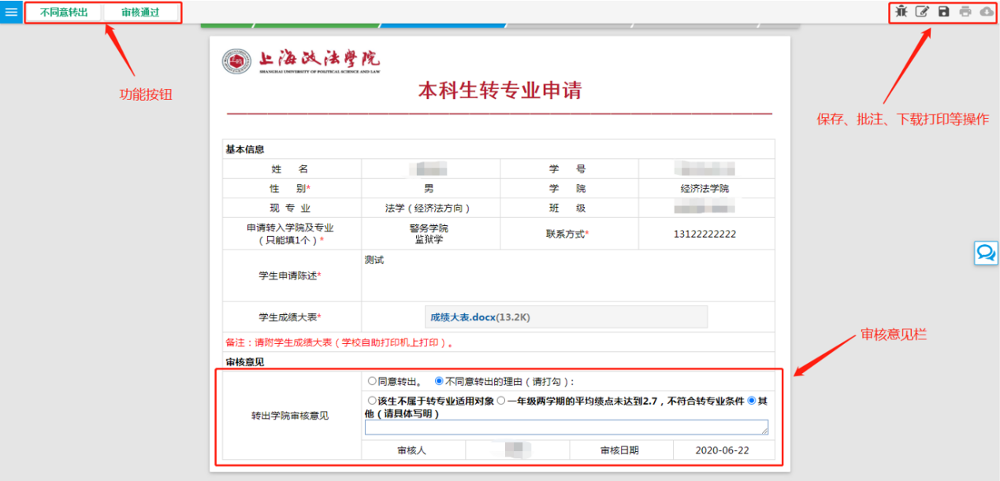 不同意转出 审核通过
功能按钮
保存、批注、下载打印等操作
上海政法學院
SHANGHAI UNIVERSITY OF POLITICAL SCIENCE AND LAW
本科生转专业申请
基本信息
姓 名 学 号
性 别* 男 学 院 经济法学院
现 专 业 法学（经济法方向） 班 级
申请转入学院及专业
（只能填1个）*
警务学院
监狱学
联系方式* 13122222222
学生申请陈述* 测试
学生成绩大表* 成绩大表.docx(13.2K)
备注：请附学生成绩大表（学校自助打印机上打印）。
审核意见栏
审核意见
转出学院审核意见
同意转出。 不同意转出的理由（请打勾）：
该生不属于转专业适用对象 一年级两学期的平均绩点未达到2.7，不符合转专业条件 其
他（请具体写明）
审核人 审核日期 2020-06-22